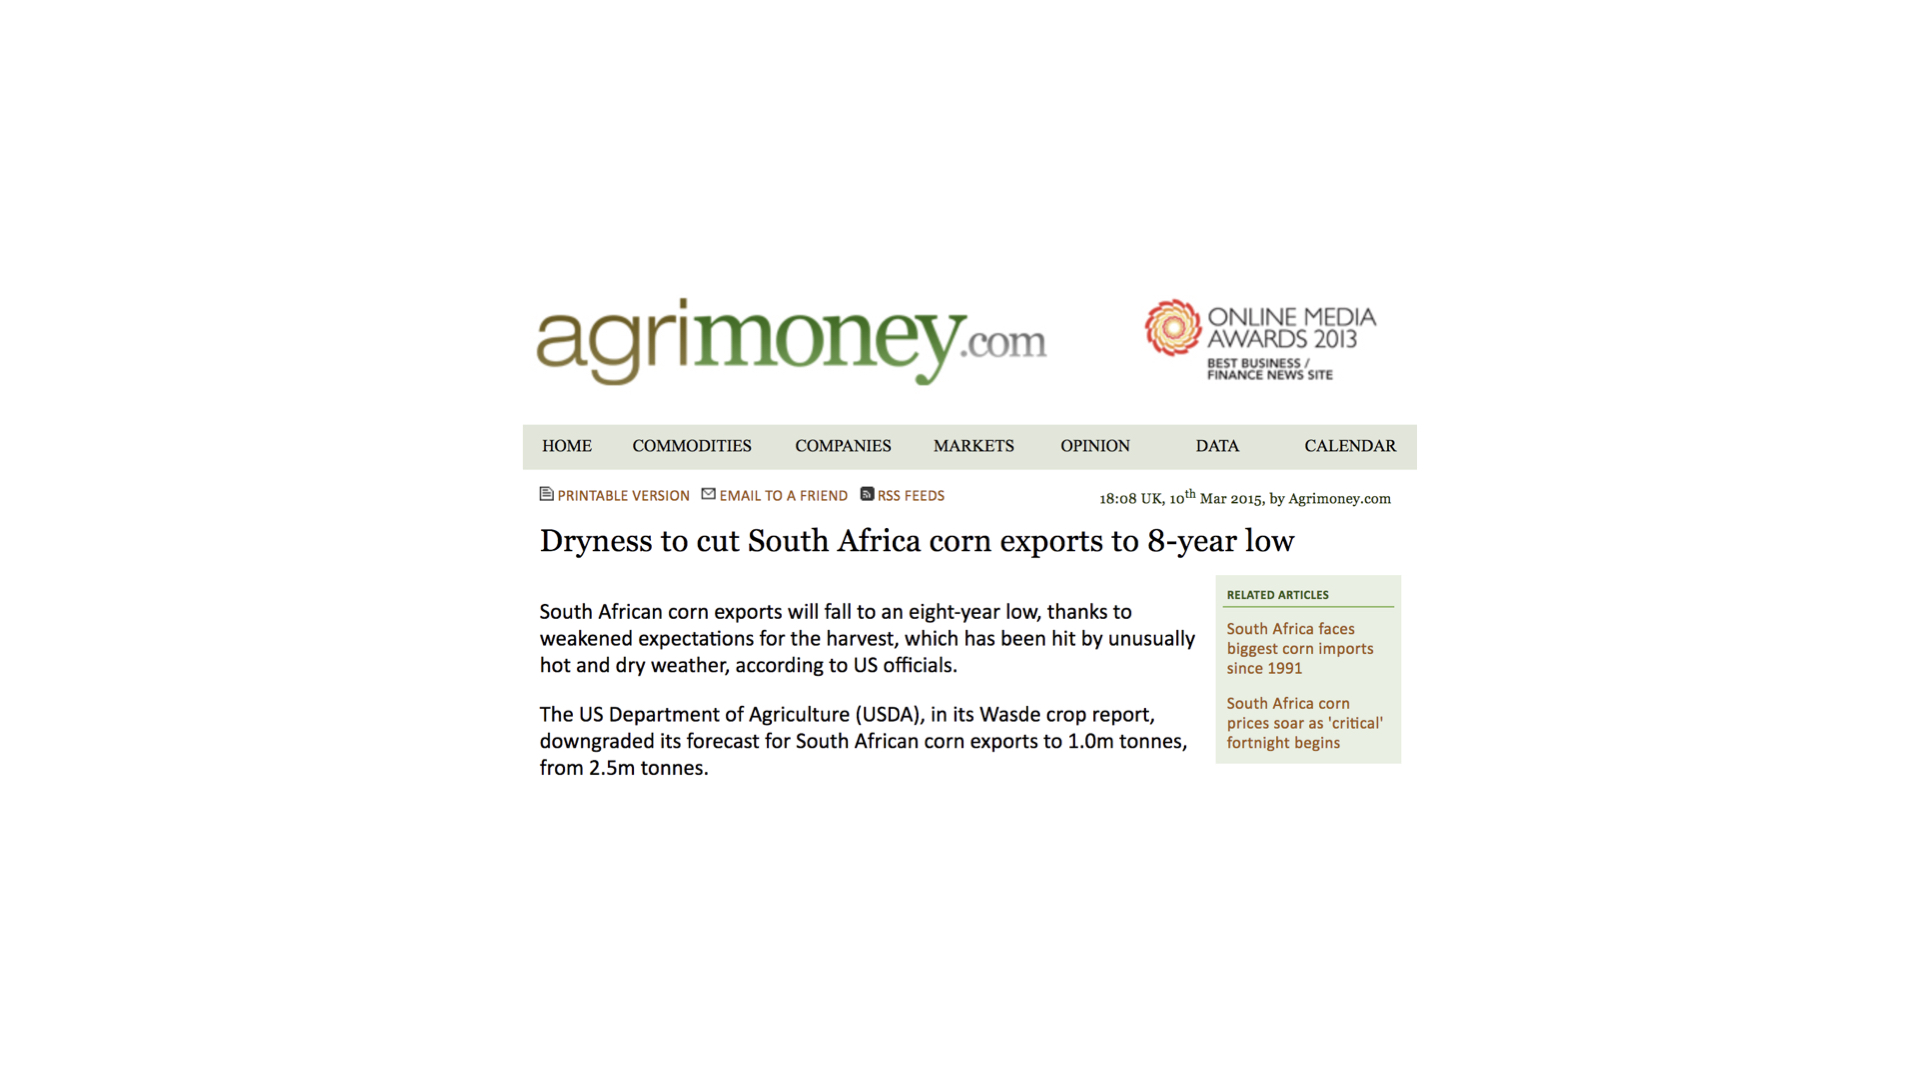 agrimoney.com
ONLINE MEDIA
AWARDS 2013
BEST BUSINESS /
FINANCE NEWS SITE
HOME COMMODITIES COMPANIES MARKETS OPINION DATA CALENDAR
PRINTABLE VERSION EMAIL TO A FRIEND RSS FEEDS
18:08 UK, 10th Mar 2015, by Agrimoney.com
Dryness to cut South Africa corn exports to 8-year low
South African corn exports will fall to an eight-year low, thanks to
weakened expectations for the harvest, which has been hit by unusually
hot and dry weather, according to US officials.
The US Department of Agriculture (USDA), in its Wasde crop report,
downgraded its forecast for South African corn exports to 1.0m tonnes,
from 2.5m tonnes.
RELATED ARTICLES
South Africa faces
biggest corn imports
since 1991
South Africa corn
prices soar as 'critical'
fortnight begins